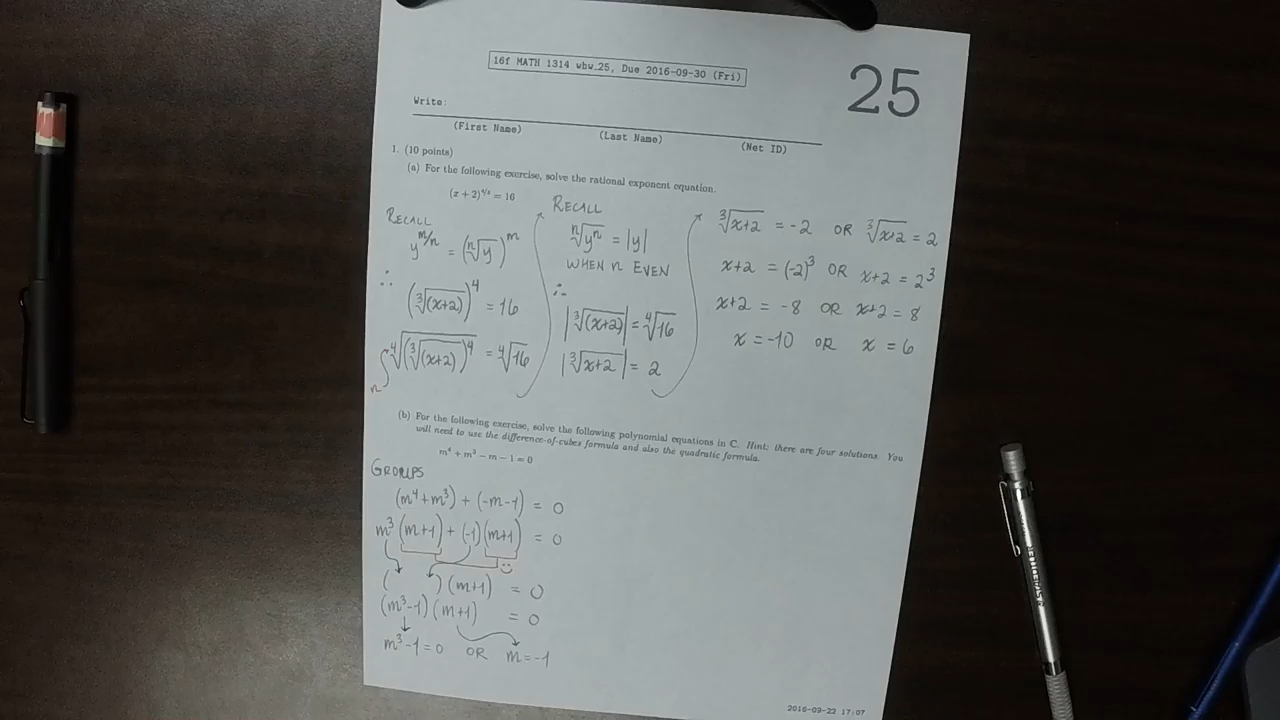 16f MATH 1314 wbw_25, Due 2016-09-30 (Fri)
25
Write:
(First Name) (Last Name) (Net ID)
1. (10 points)
(a) For the following exercise, solve the rational exponent equation.
(x + 2)^{4/3} = 16
RECALL
y^{m/n} = (ⁿ√y)^m
∴
(³√(x+2))⁴ = 16
⁴√((³√(x+2))⁴) = ⁴√16
RECALL
ⁿ√yⁿ = |y|
WHEN n EVEN
∴
|³√(x+2)| = ⁴√16
|³√x+2| = 2
³√x+2 = -2 OR ³√x+2 = 2
x+2 = (-2)³ OR x+2 = 2³
x+2 = -8 OR x+2 = 8
x = -10 OR x = 6
(b) For the following exercise, solve the following polynomial equations in C. Hint: there are four solutions. You
will need to use the difference-of-cubes formula and also the quadratic formula.
m⁴ + m³ − m − 1 = 0
GROUPS
(m⁴+m³) + (-m-1) = 0
m³(m+1) + (-1)(m+1) = 0
( )(m+1) = 0
(m³-1)(m+1) = 0
m³-1=0 OR m=-1
2016-09-22 17:07